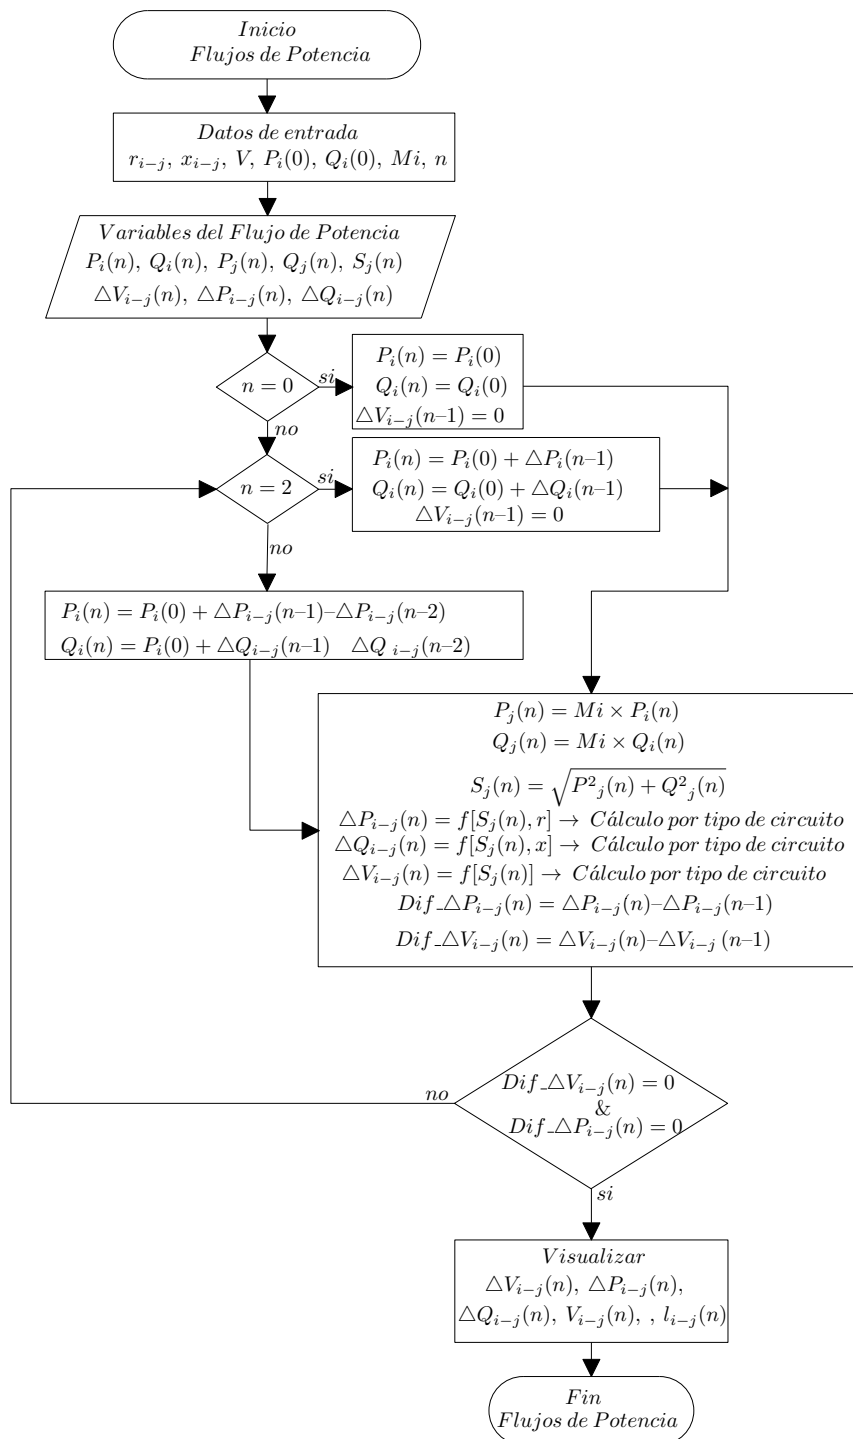 Inicio
Flujos de Potencia
Datos de entrada
r_{i−j}, x_{i−j}, V, P_i(0), Q_i(0), Mi, n
Variables del Flujo de Potencia
P_i(n), Q_i(n), P_j(n), Q_j(n), S_j(n)
△V_{i−j}(n), △P_{i−j}(n), △Q_{i−j}(n)
n = 0
si
P_i(n) = P_i(0)
Q_i(n) = Q_i(0)
△V_{i−j}(n–1) = 0
no
n = 2
si
P_i(n) = P_i(0) + △P_i(n–1)
Q_i(n) = Q_i(0) + △Q_i(n–1)
△V_{i−j}(n–1) = 0
no
P_i(n) = P_i(0) + △P_{i−j}(n–1)–△P_{i−j}(n–2)
Q_i(n) = P_i(0) + △Q_{i−j}(n–1) △Q_{i−j}(n–2)
P_j(n) = Mi × P_i(n)
Q_j(n) = Mi × Q_i(n)
S_j(n) = √(P²_j(n) + Q²_j(n))
△P_{i−j}(n) = f[S_j(n), r] → Cálculo por tipo de circuito
△Q_{i−j}(n) = f[S_j(n), x] → Cálculo por tipo de circuito
△V_{i−j}(n) = f[S_j(n)] → Cálculo por tipo de circuito
Dif_△P_{i−j}(n) = △P_{i−j}(n)–△P_{i−j}(n–1)
Dif_△V_{i−j}(n) = △V_{i−j}(n)–△V_{i−j}(n–1)
no
Dif_△V_{i−j}(n) = 0
&
Dif_△P_{i−j}(n) = 0
si
Visualizar
△V_{i−j}(n), △P_{i−j}(n),
△Q_{i−j}(n), V_{i−j}(n), , l_{i−j}(n)
Fin
Flujos de Potencia